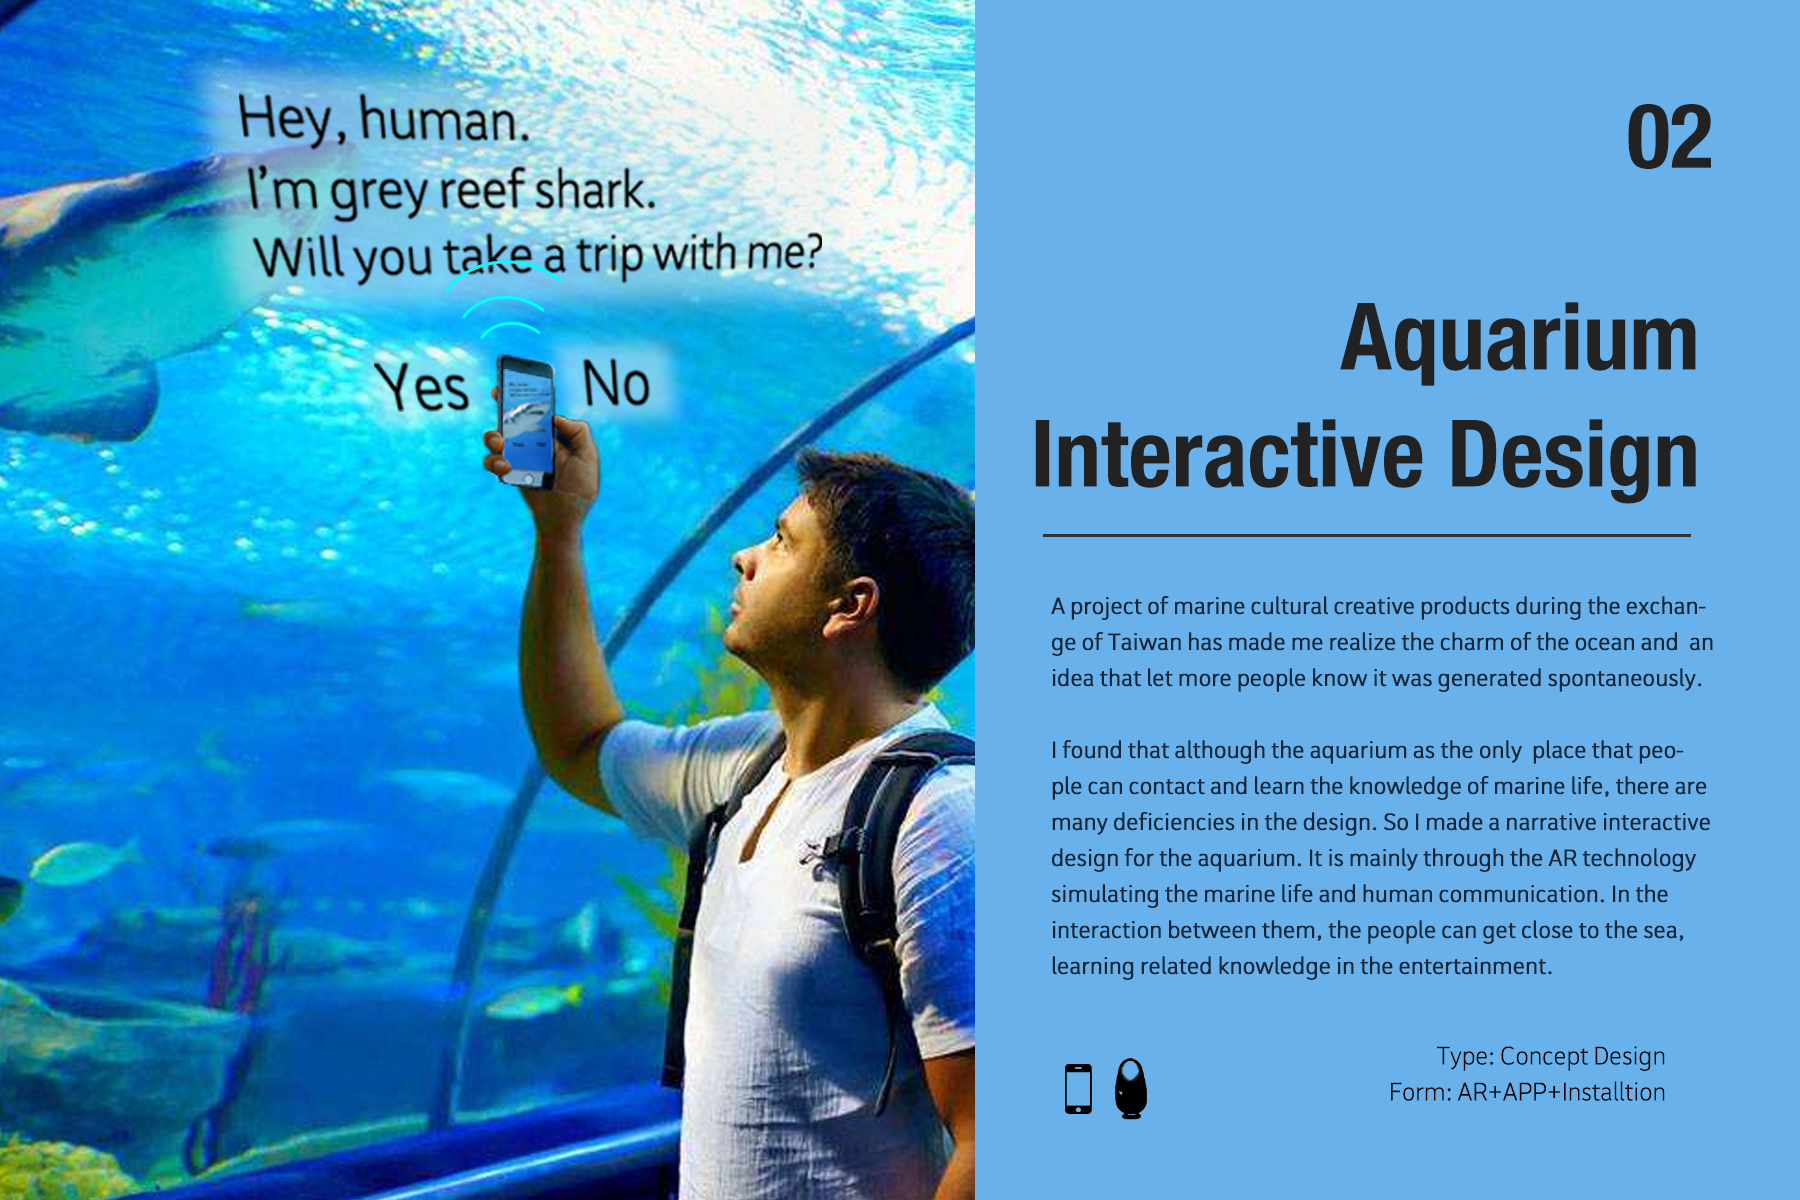 Hey, human.
I'm grey reef shark.
Will you take a trip with me?
Yes No
02
Aquarium
Interactive Design
A project of marine cultural creative products during the exchan-
ge of Taiwan has made me realize the charm of the ocean and  an
idea that let more people know it was generated spontaneously.
I found that although the aquarium as the only  place that peo-
ple can contact and learn the knowledge of marine life, there are
many deficiencies in the design. So I made a narrative interactive
design for the aquarium. It is mainly through the AR technology
simulating the marine life and human communication. In the
interaction between them, the people can get close to the sea,
learning related knowledge in the entertainment.
Type: Concept Design
Form: AR+APP+Installtion